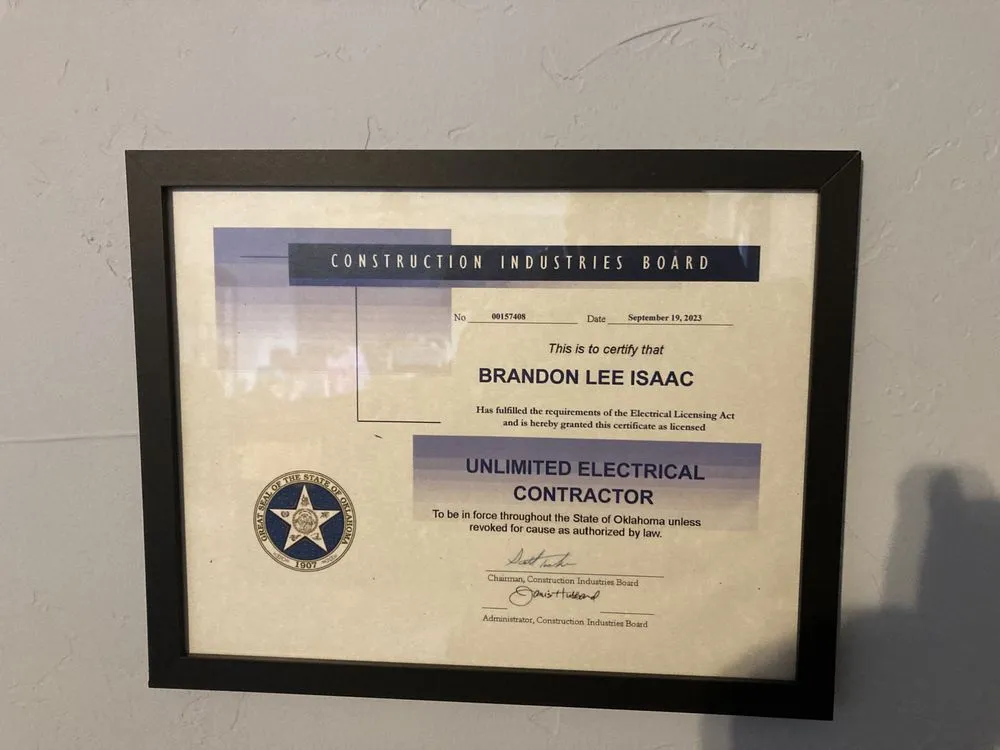 CONSTRUCTION INDUSTRIES BOARD
No 00157408 Date September 19, 2023
This is to certify that
BRANDON LEE ISAAC
Has fulfilled the requirements of the Electrical Licensing Act
and is hereby granted this certificate as licensed
UNLIMITED ELECTRICAL
CONTRACTOR
To be in force throughout the State of Oklahoma unless
revoked for cause as authorized by law.
Chairman, Construction Industries Board
Janis Hubbard
Administrator, Construction Industries Board
GREAT SEAL OF THE STATE OF OKLAHOMA
1907